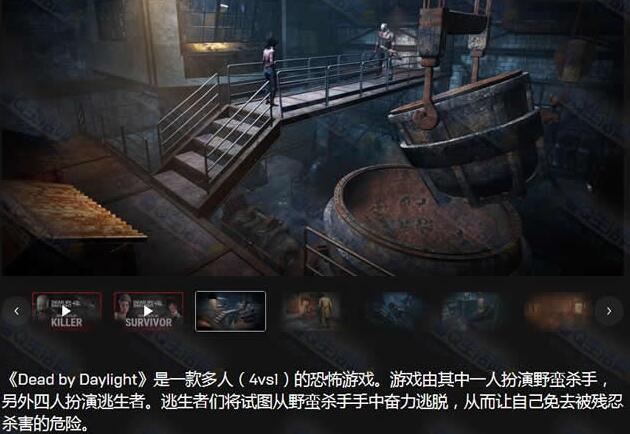 KILLER
SURVIVOR
《Dead by Daylight》是一款多人（4vs1）的恐怖游戏。游戏由其中一人扮演野蛮杀手，
另外四人扮演逃生者。逃生者们将试图从野蛮杀手手中奋力逃脱，从而让自己免去被残忍
杀害的危险。